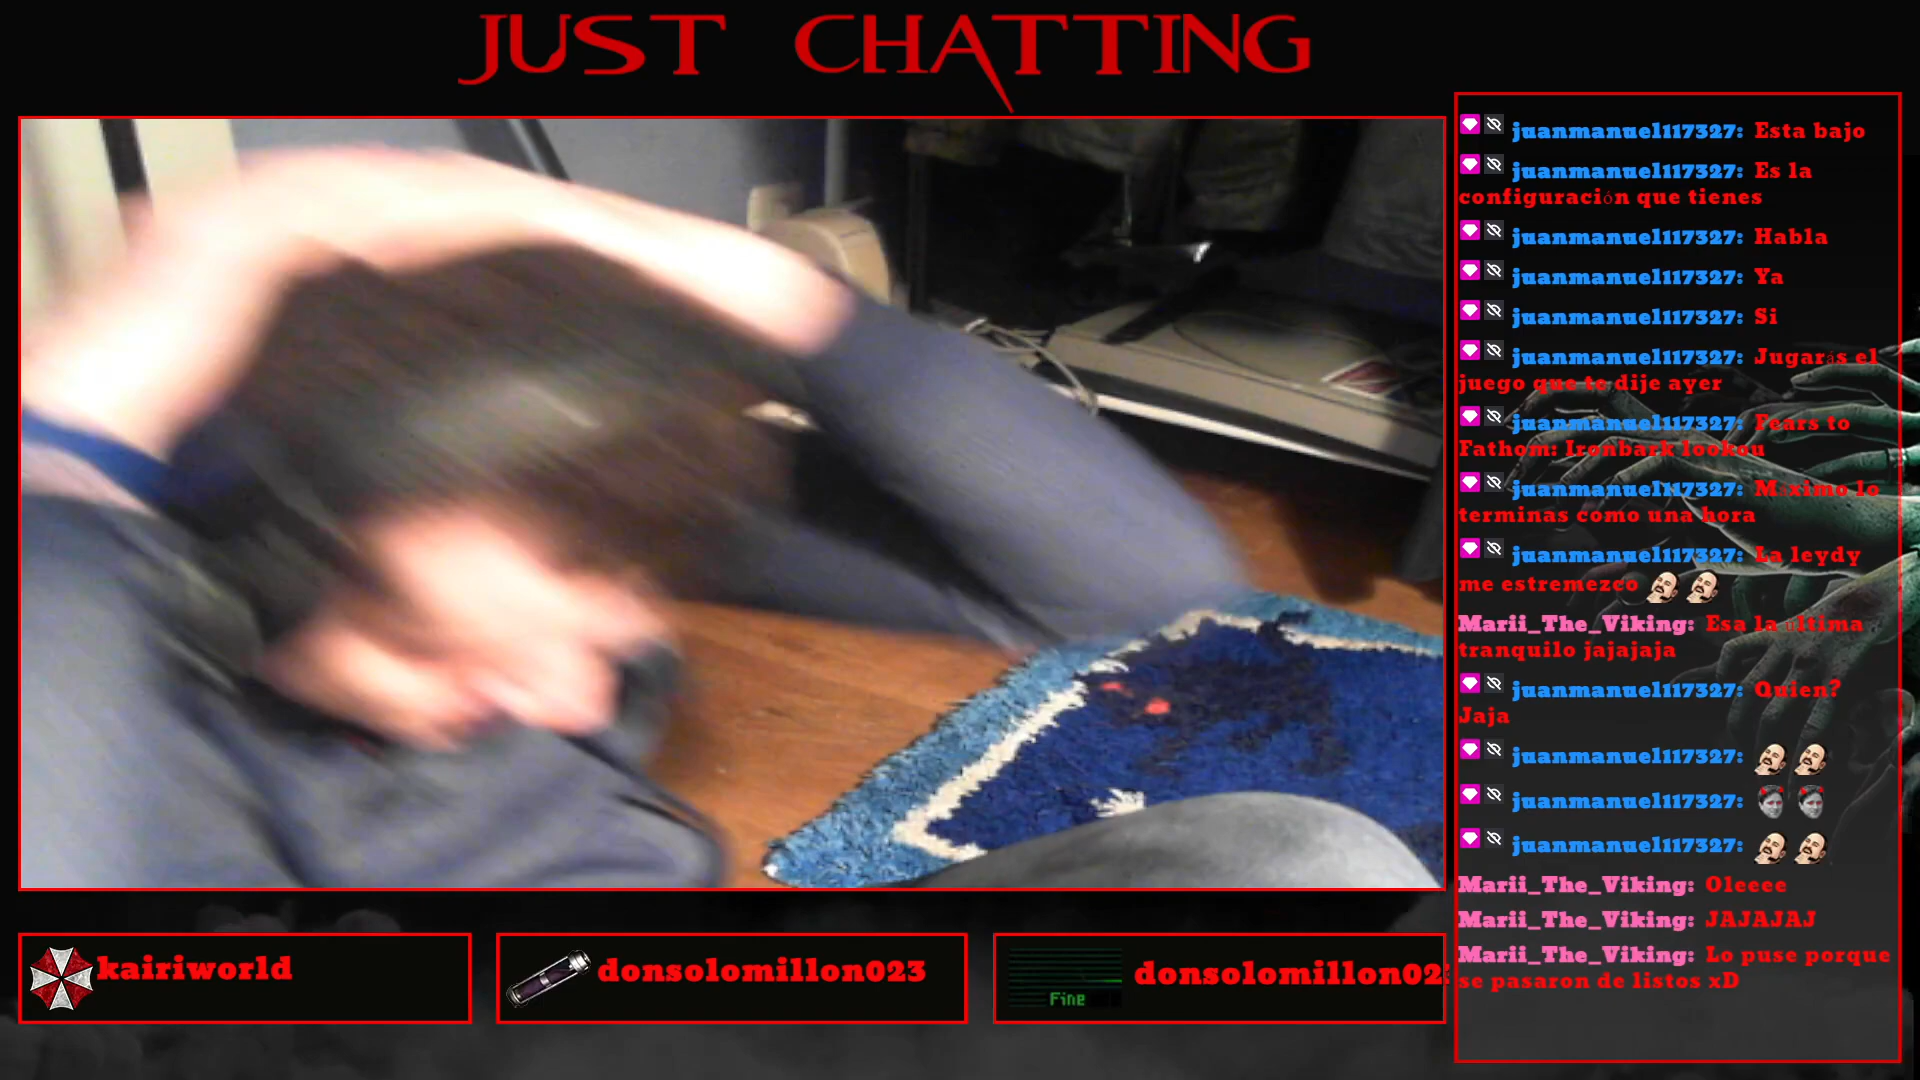 JUST CHATTING
juanmanuel117327: Esta bajo
juanmanuel117327: Es la
configuración que tienes
juanmanuel117327: Habla
juanmanuel117327: Ya
juanmanuel117327: Si
juanmanuel117327: Jugarás el
juego que te dije ayer
juanmanuel117327: Fears to
Fathom: Ironbark lookou
juanmanuel117327: Máximo lo
terminas como una hora
juanmanuel117327: La leydy
me estremezco
Marii_The_Viking: Esa la última
tranquilo jajajaja
juanmanuel117327: Quien?
Jaja
juanmanuel117327:
juanmanuel117327:
juanmanuel117327:
Marii_The_Viking: Oleeee
Marii_The_Viking: JAJAJAJ
Marii_The_Viking: Lo puse porque
se pasaron de listos xD
kairiworld
donsolomillon023
Fine
donsolomillon02